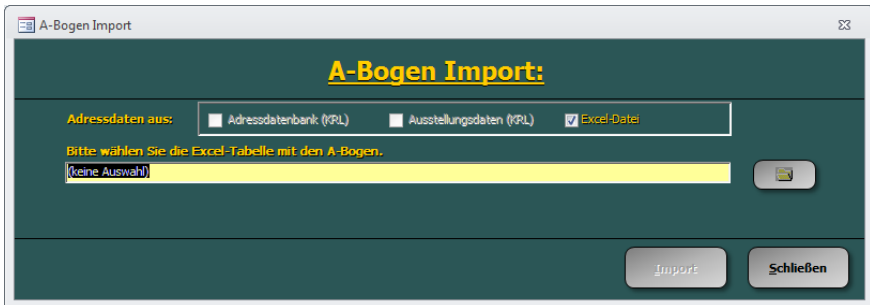 A-Bogen Import
A-Bogen Import:
Adressdaten aus: Adressdatenbank (KRL) Ausstellungsdaten (KRL) Excel-Datei
Bitte wählen Sie die Excel-Tabelle mit den A-Bogen.
(keine Auswahl)
Import Schließen